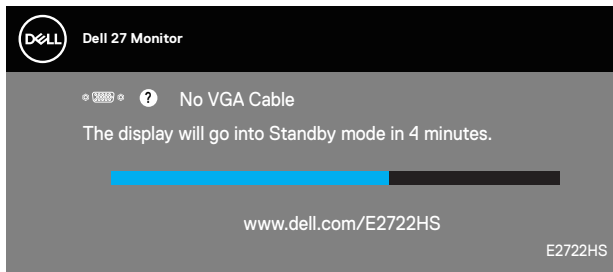 DELL
Dell 27 Monitor
? No VGA Cable
The display will go into Standby mode in 4 minutes.
www.dell.com/E2722HS
E2722HS